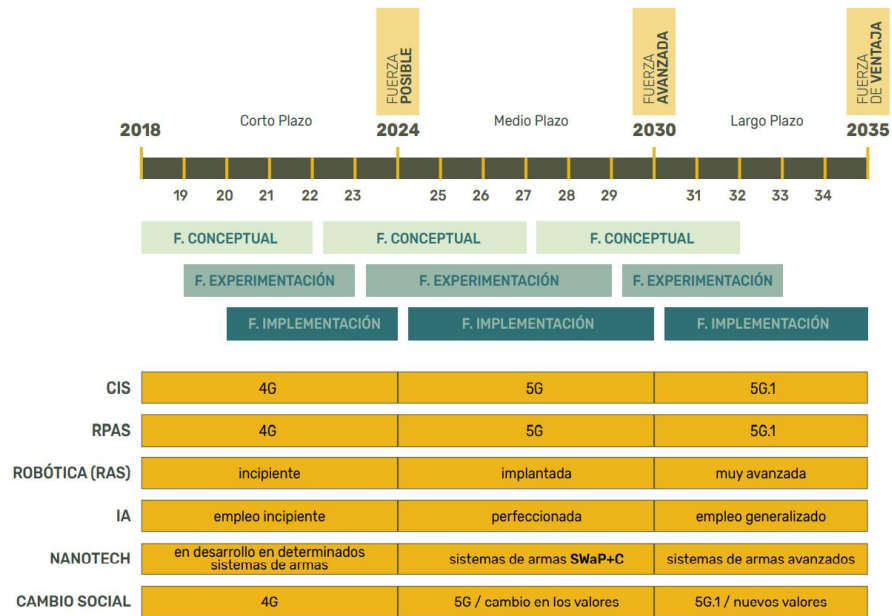 FUERZA
POSIBLE
FUERZA
AVANZADA
FUERZA
DE VENTAJA
2018
Corto Plazo
2024
Medio Plazo
2030
Largo Plazo
2035
19 20 21 22 23 25 26 27 28 29 31 32 33 34
F. CONCEPTUAL F. CONCEPTUAL F. CONCEPTUAL
F. EXPERIMENTACIÓN F. EXPERIMENTACIÓN F. EXPERIMENTACIÓN
F. IMPLEMENTACIÓN F. IMPLEMENTACIÓN F. IMPLEMENTACIÓN
CIS 4G 5G 5G.1
RPAS 4G 5G 5G.1
ROBÓTICA (RAS) incipiente implantada muy avanzada
IA empleo incipiente perfeccionada empleo generalizado
NANOTECH en desarrollo en determinados
sistemas de armas
sistemas de armas SWaP+C sistemas de armas avanzados
CAMBIO SOCIAL 4G 5G / cambio en los valores 5G.1 / nuevos valores